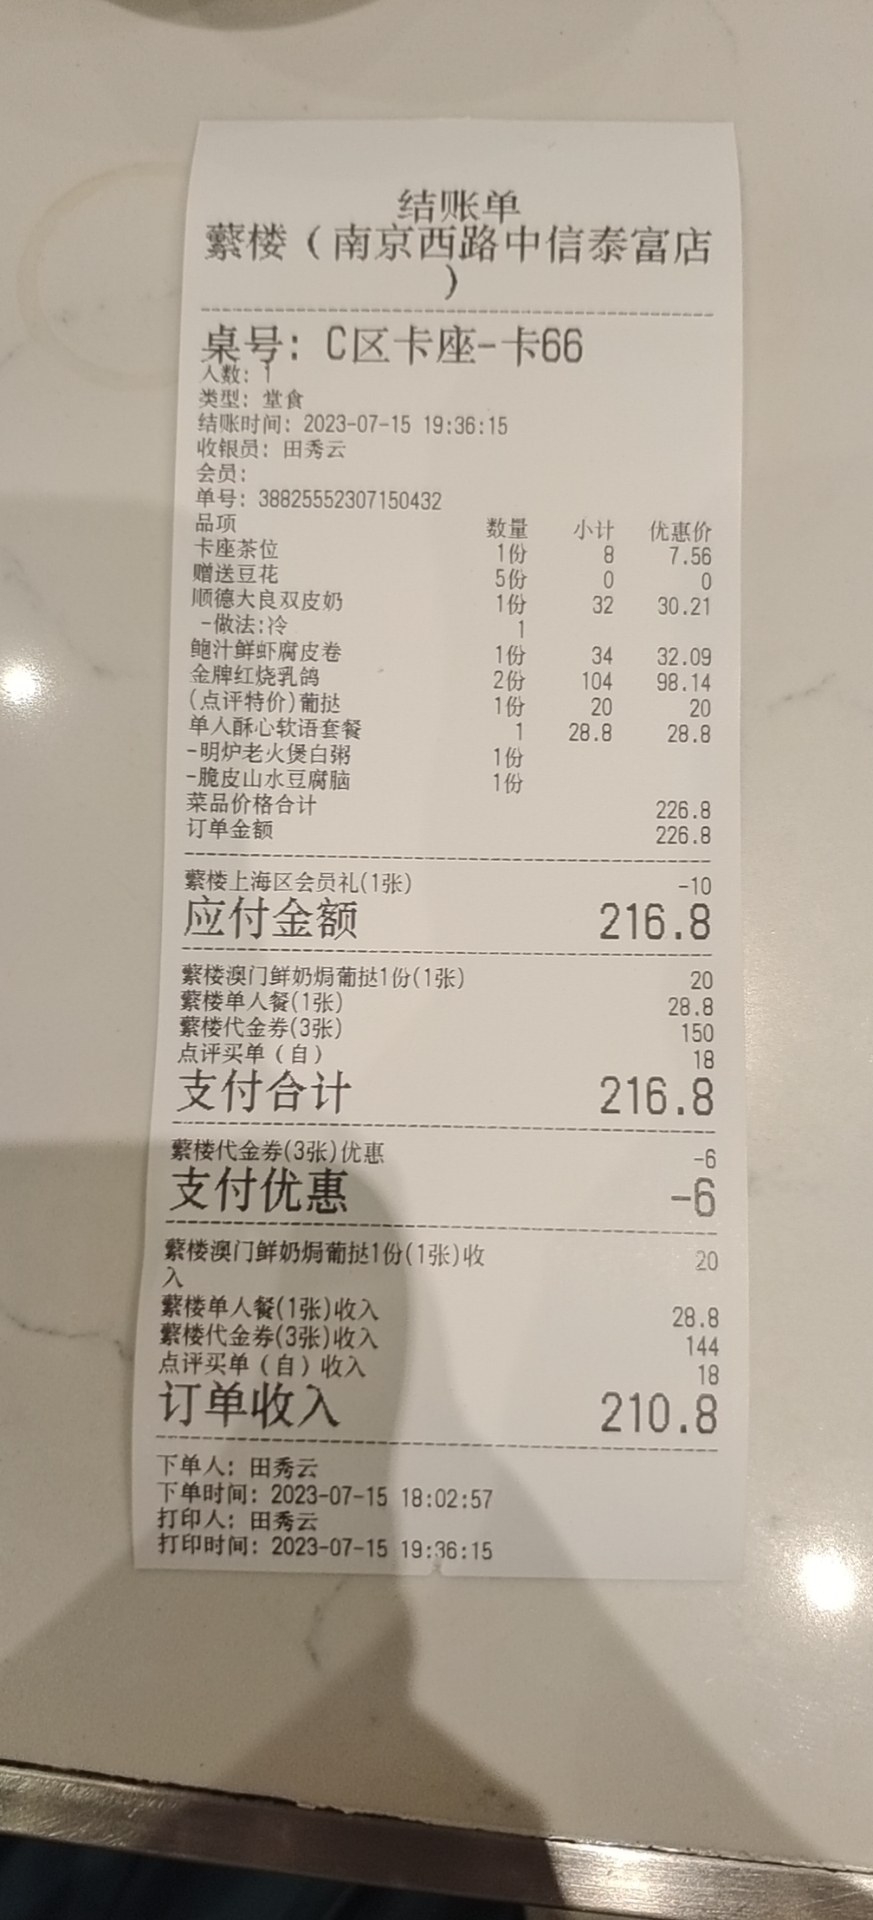 结账单
蘩楼（南京西路中信泰富店
）
桌号: C区卡座-卡66
人数: 1
类型: 堂食
结账时间: 2023-07-15 19:36:15
收银员: 田秀云
会员:
单号: 38825552307150432
品项 数量 小计 优惠价
卡座茶位 1份 8 7.56
赠送豆花 5份 0 0
顺德大良双皮奶 1份 32 30.21
-做法:冷 1
鲍汁鲜虾腐皮卷 1份 34 32.09
金牌红烧乳鸽 2份 104 98.14
(点评特价)葡挞 1份 20 20
单人酥心软语套餐 1 28.8 28.8
-明炉老火煲白粥 1份
-脆皮山水豆腐脑 1份
菜品价格合计 226.8
订单金额 226.8
蘩楼上海区会员礼(1张) -10
应付金额 216.8
蘩楼澳门鲜奶焗葡挞1份(1张) 20
蘩楼单人餐(1张) 28.8
蘩楼代金券(3张) 150
点评买单（自） 18
支付合计 216.8
蘩楼代金券(3张)优惠 -6
支付优惠 -6
蘩楼澳门鲜奶焗葡挞1份(1张)收 20
入
蘩楼单人餐(1张)收入 28.8
蘩楼代金券(3张)收入 144
点评买单（自）收入 18
订单收入 210.8
下单人: 田秀云
下单时间: 2023-07-15 18:02:57
打印人: 田秀云
打印时间: 2023-07-15 19:36:15